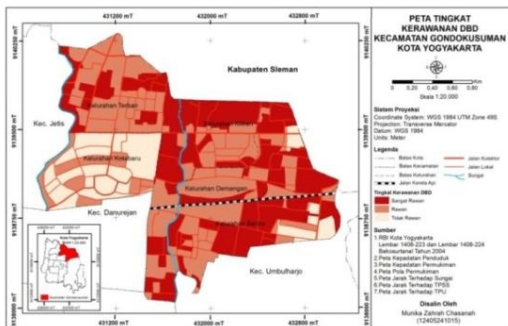 PETA TINGKAT
KERAWANAN DBD
KECAMATAN GONDOKUSUMAN
KOTA YOGYAKARTA
0,80 Km
Skala 1:20.000
Sistem Proyeksi
Coordinate System: WGS 1984 UTM Zone 49S
Projection: Transverse Mercator
Datum: WGS 1984
Units: Meter
Legenda
Batas Kota
Batas Kecamatan
Batas Kelurahan
Jalan Kereta Api
Jalan Kolektor
Jalan Lokal
Sungai
Tingkat Kerawanan DBD
Sangat Rawan
Rawan
Tidak Rawan
Sumber
1.RBI Kota Yogyakarta
Lembar 1408-223 dan Lembar 1408-224
Bakosurtanal Tahun 2004
2.Peta Kepadatan Penduduk
3.Peta Kepadatan Permukiman
4.Peta Pola Permukiman
5.Peta Jarak Terhadap Sungai
6.Peta Jarak Terhadap TPSS
7.Peta Jarak Terhadap TPU
Disalin Oleh
Munika Zahrah Chasanah
(12405241015)
431200 mT
432000 mT
432800 mT
Kabupaten Sleman
Kelurahan Terban
Kec. Jetis
Kelurahan Kotabaru
Kelurahan Demangan
Kec. Danurejan
Kec. Umbulharjo
Kota Yogyakarta
431200 mT
432000 mT
432800 mT